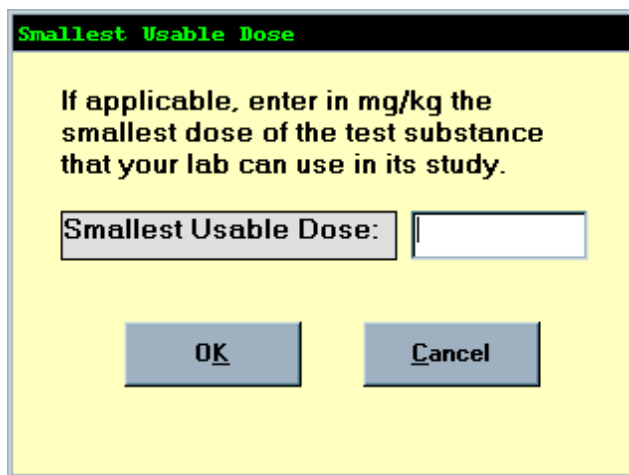 Smallest Usable Dose
If applicable, enter in mg/kg the
smallest dose of the test substance
that your lab can use in its study.
Smallest Usable Dose:
OK
Cancel